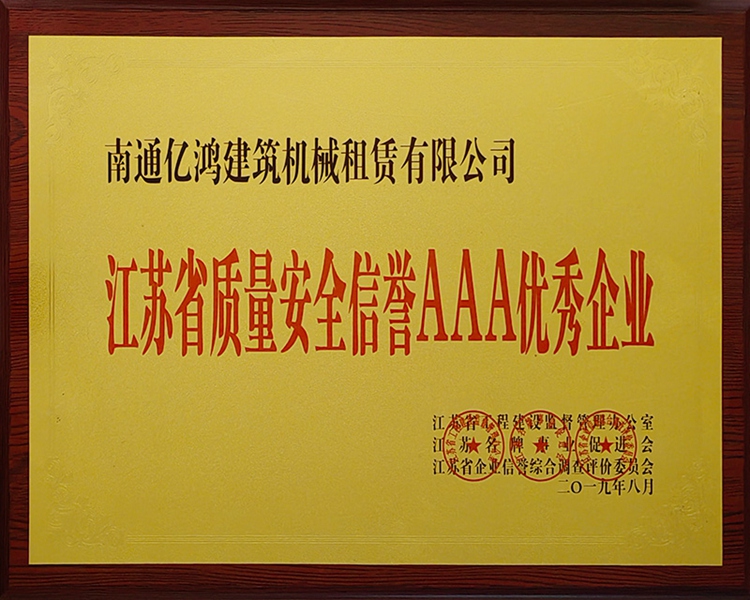 南通亿鸿建筑机械租赁有限公司
江苏省质量安全信誉AAA优秀企业
江苏省工程建设监督管理办公室
江苏名牌事业促进会
江苏省企业信誉综合调查评价委员会
二〇一九年八月